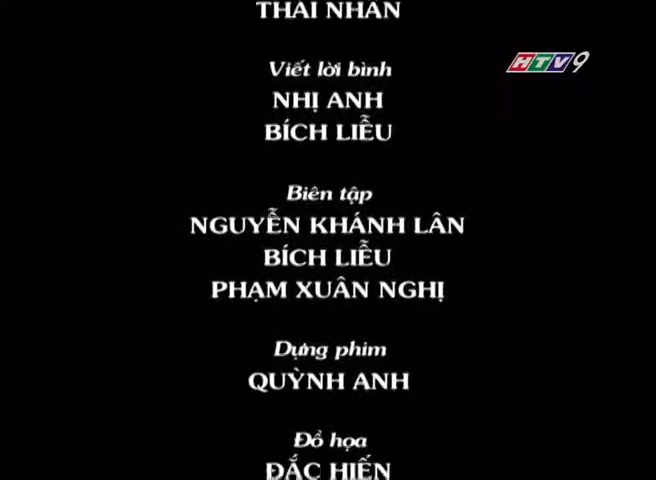 THÁI NHÂN
Viết lời bình
NHỊ ANH
BÍCH LIỄU
Biên tập
NGUYỄN KHÁNH LÂN
BÍCH LIỄU
PHẠM XUÂN NGHỊ
Dựng phim
QUỲNH ANH
Đồ họa
ĐẮC HIẾN
HTV9